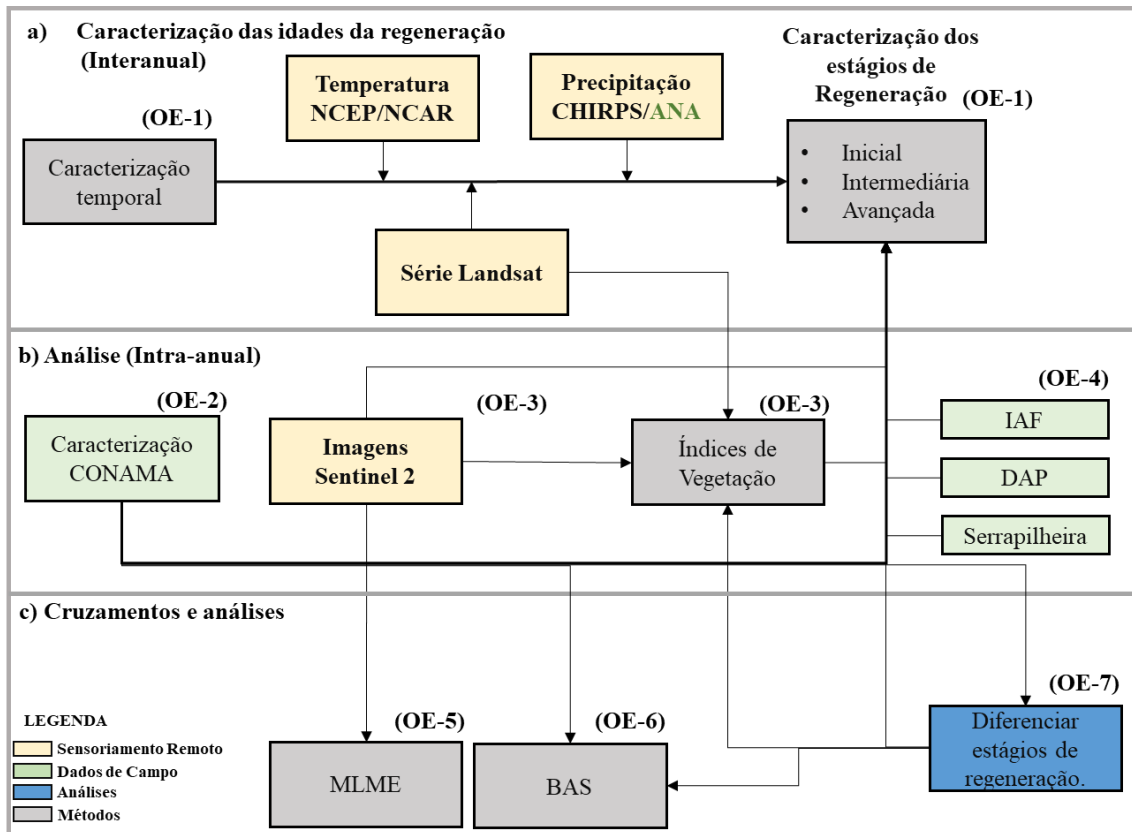 a) Caracterização das idades da regeneração
(Interanual)
Caracterização dos
estágios de
Regeneração
(OE-1)
Temperatura
NCEP/NCAR
Precipitação
CHIRPS/ANA
(OE-1)
Caracterização
temporal
• Inicial
• Intermediária
• Avançada
Série Landsat
b) Análise (Intra-anual)
(OE-2)
(OE-3)
(OE-3)
(OE-4)
Caracterização
CONAMA
Imagens
Sentinel 2
Índices de
Vegetação
IAF
DAP
Serrapilheira
c) Cruzamentos e análises
(OE-5)
(OE-6)
(OE-7)
MLME
BAS
Diferenciar
estágios de
regeneração.
LEGENDA
Sensoriamento Remoto
Dados de Campo
Análises
Métodos